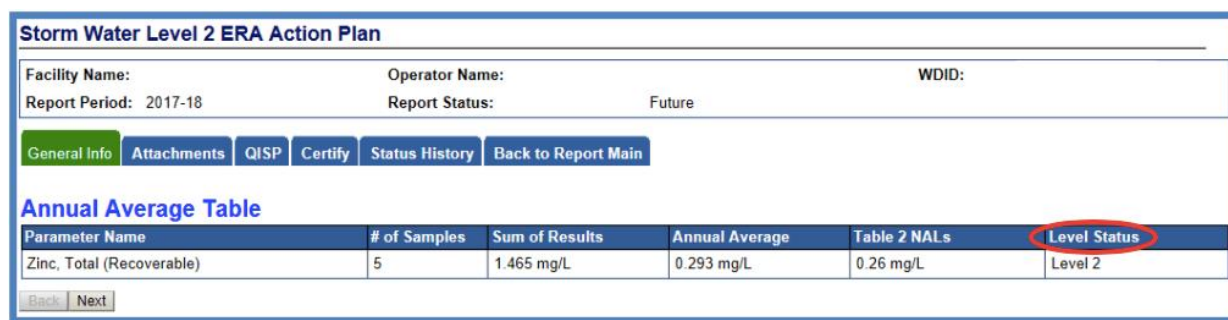 Storm Water Level 2 ERA Action Plan
Facility Name: Operator Name: WDID:
Report Period: 2017-18 Report Status: Future
General Info Attachments QISP Certify Status History Back to Report Main
Annual Average Table
Parameter Name # of Samples Sum of Results Annual Average Table 2 NALs Level Status
Zinc, Total (Recoverable) 5 1.465 mg/L 0.293 mg/L 0.26 mg/L Level 2
Back Next